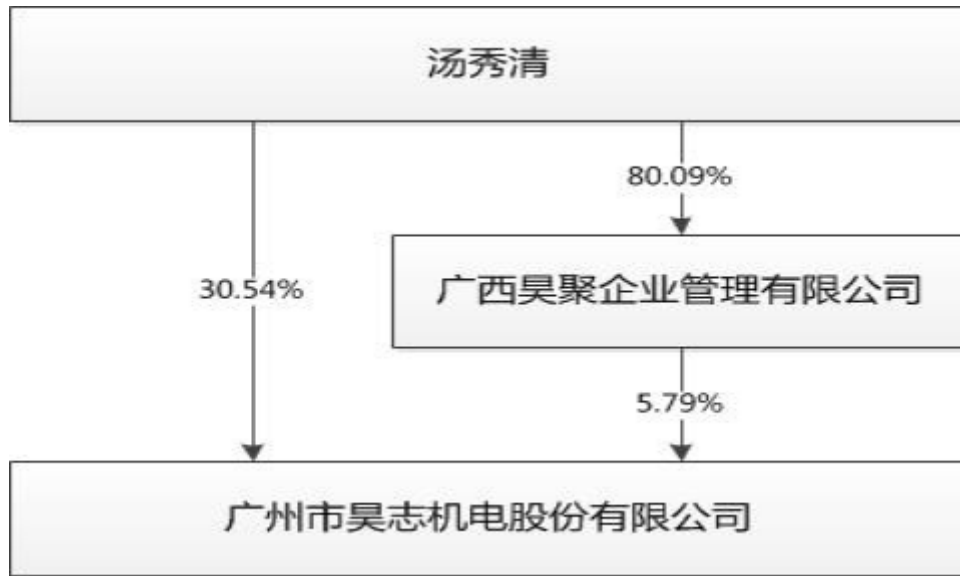 汤秀清
80.09%
30.54%
广西昊聚企业管理有限公司
5.79%
广州市昊志机电股份有限公司